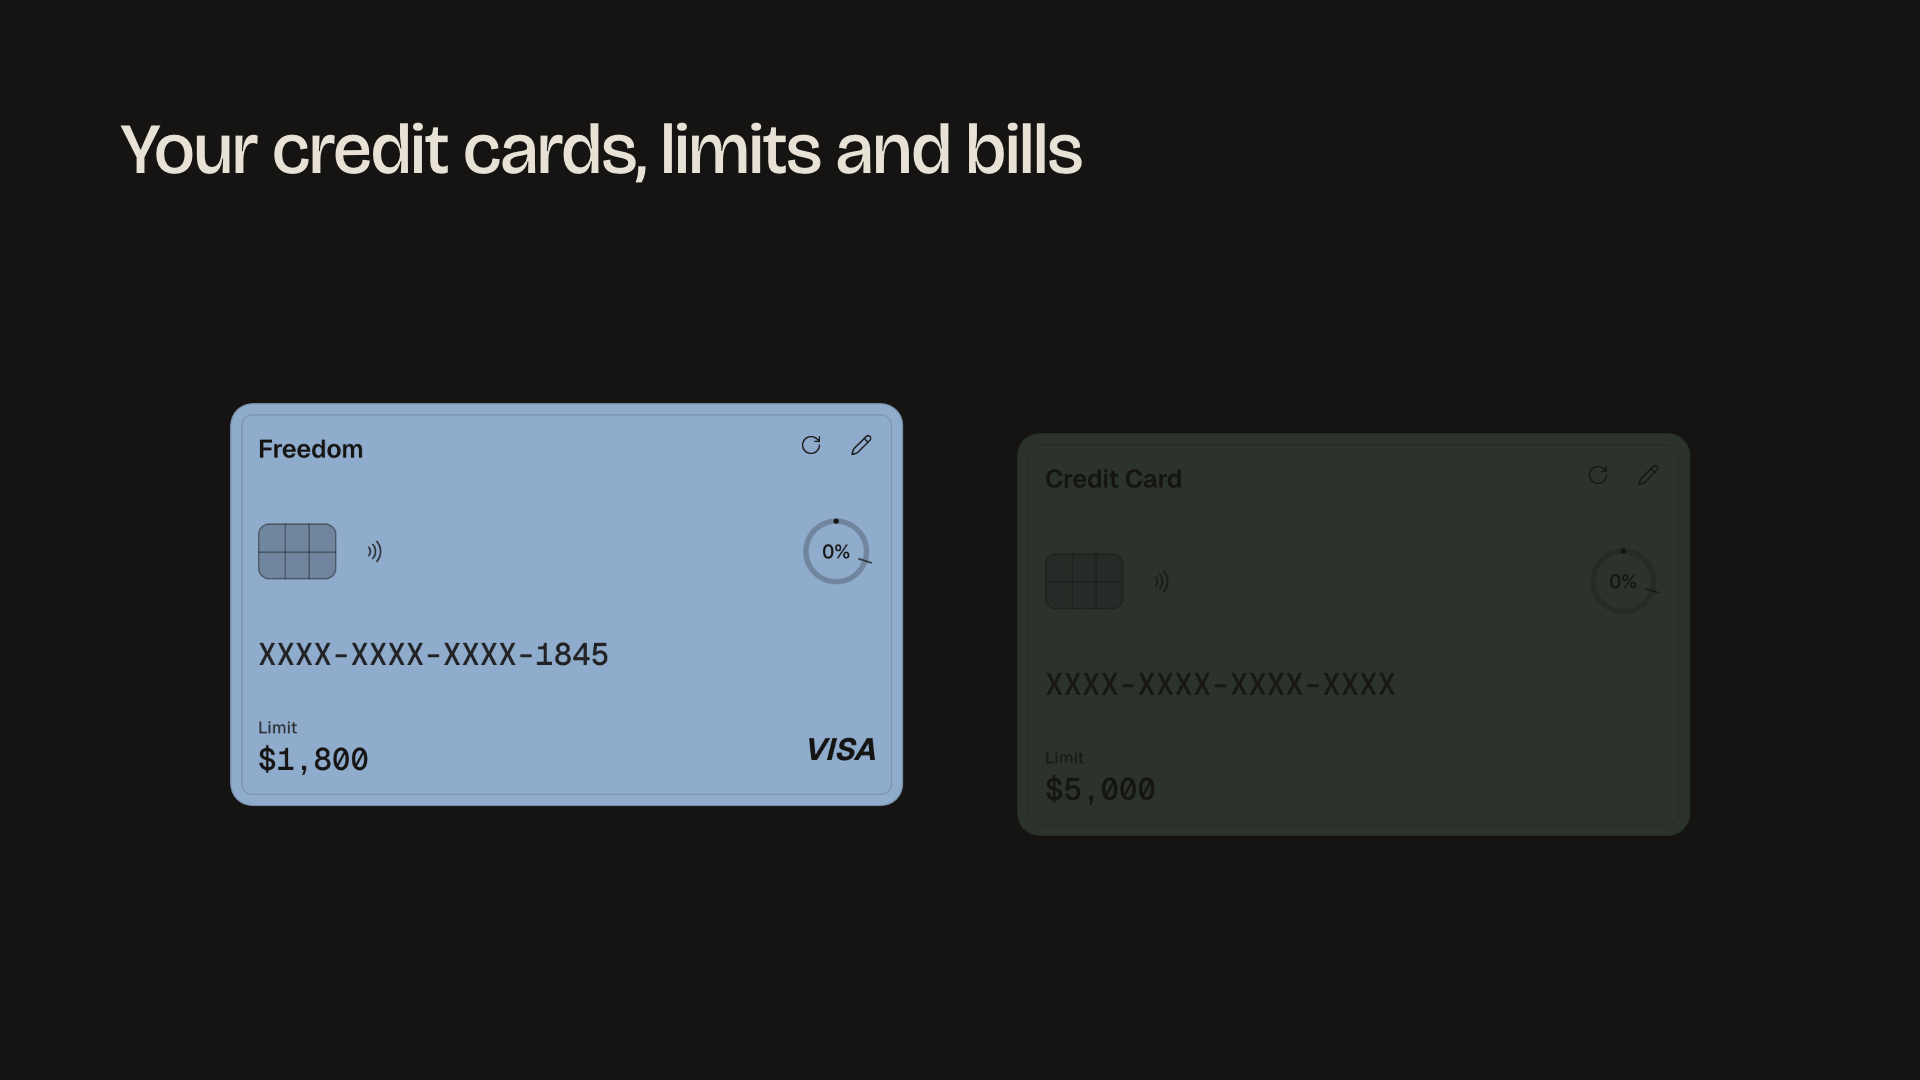 Your credit cards, limits and bills
Freedom
0%
XXXX-XXXX-XXXX-1845
Limit
$1,800
VISA
Credit Card
0%
XXXX-XXXX-XXXX-XXXX
Limit
$5,000